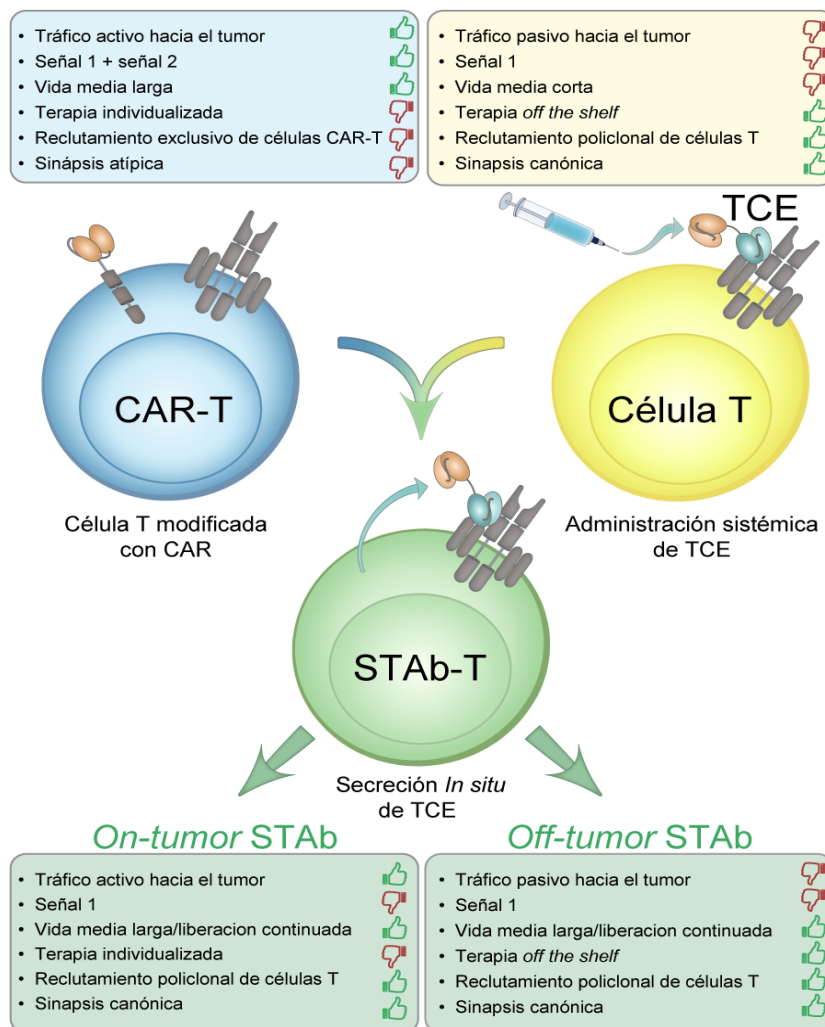 • Tráfico activo hacia el tumor
• Señal 1 + señal 2
• Vida media larga
• Terapia individualizada
• Reclutamiento exclusivo de células CAR-T
• Sinápsis atípica
• Tráfico pasivo hacia el tumor
• Señal 1
• Vida media corta
• Terapia off the shelf
• Reclutamiento policlonal de células T
• Sinapsis canónica
TCE
CAR-T
Célula T
Célula T modificada
con CAR
Administración sistémica
de TCE
STAb-T
Secreción In situ
de TCE
On-tumor STAb
Off-tumor STAb
• Tráfico activo hacia el tumor
• Señal 1
• Vida media larga/liberacion continuada
• Terapia individualizada
• Reclutamiento policlonal de células T
• Sinapsis canónica
• Tráfico pasivo hacia el tumor
• Señal 1
• Vida media larga/liberacion continuada
• Terapia off the shelf
• Reclutamiento policlonal de células T
• Sinapsis canónica